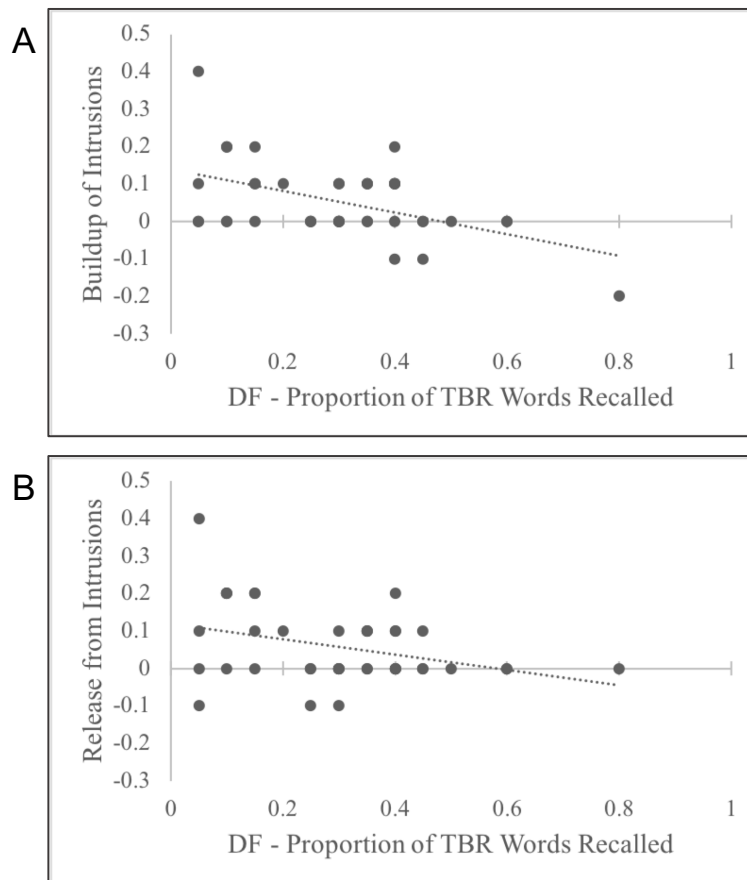 A
Buildup of Intrusions
0.5
0.4
0.3
0.2
0.1
0
-0.1
-0.2
-0.3
0 0.2 0.4 0.6 0.8 1
DF - Proportion of TBR Words Recalled
B
Release from Intrusions
0.5
0.4
0.3
0.2
0.1
0
-0.1
-0.2
-0.3
0 0.2 0.4 0.6 0.8 1
DF - Proportion of TBR Words Recalled